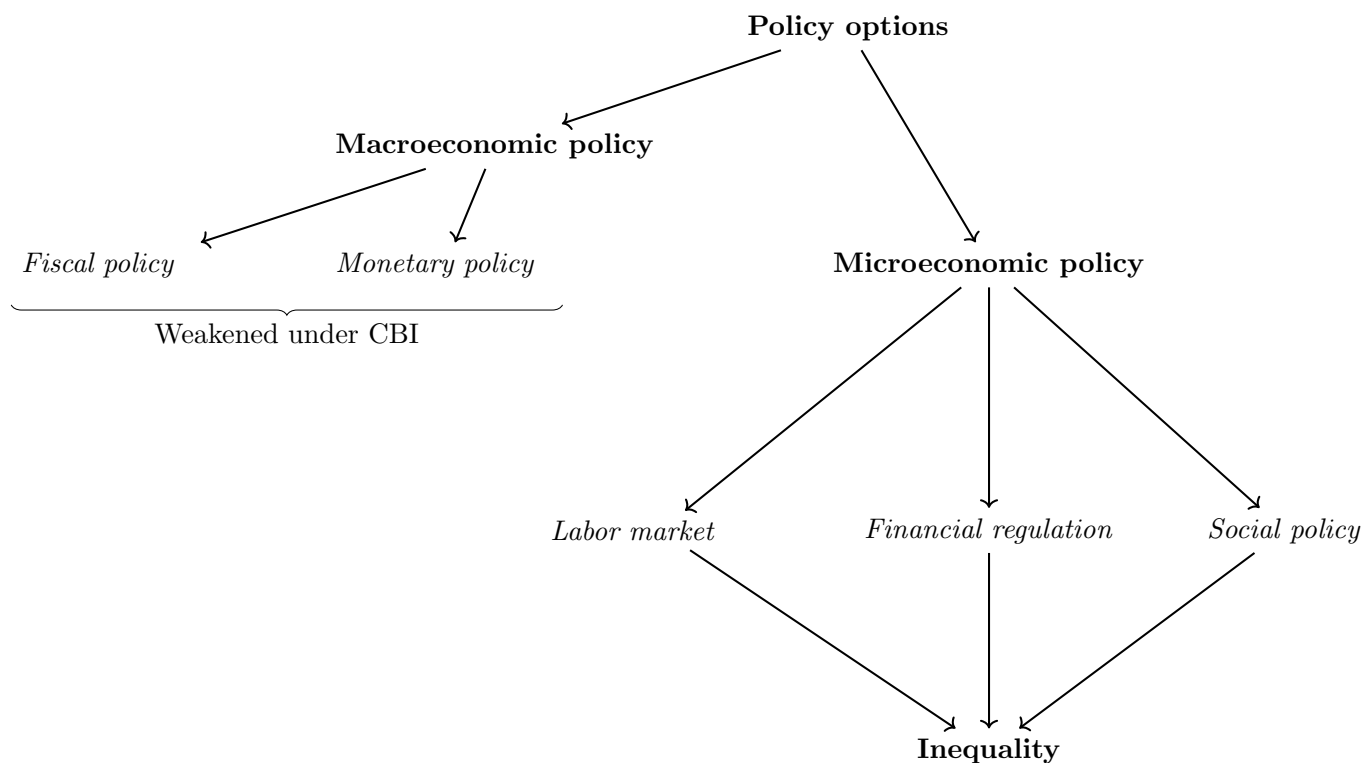 Policy options
Macroeconomic policy
Fiscal policy
Monetary policy
Microeconomic policy
Weakened under CBI
Labor market
Financial regulation
Social policy
Inequality